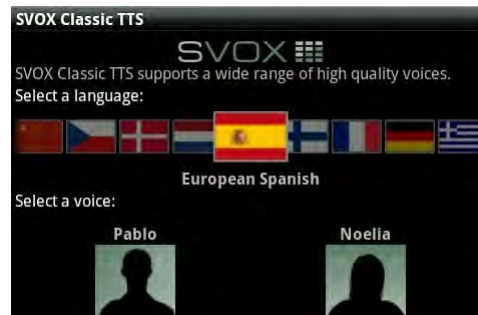 SVOX Classic TTS
SVOX
SVOX Classic TTS supports a wide range of high quality voices.
Select a language:
European Spanish
Select a voice:
Pablo Noelia